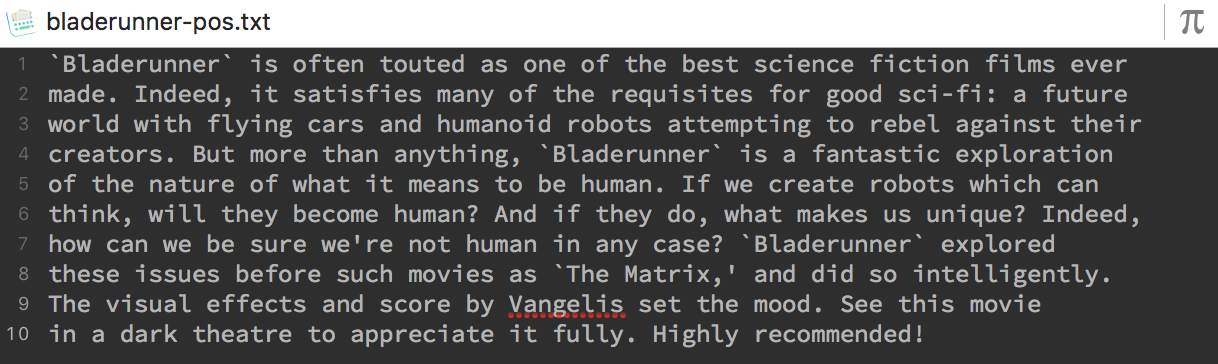 bladerunner-pos.txt
π
1 `Bladerunner` is often touted as one of the best science fiction films ever
2 made. Indeed, it satisfies many of the requisites for good sci-fi: a future
3 world with flying cars and humanoid robots attempting to rebel against their
4 creators. But more than anything, `Bladerunner` is a fantastic exploration
5 of the nature of what it means to be human. If we create robots which can
6 think, will they become human? And if they do, what makes us unique? Indeed,
7 how can we be sure we're not human in any case? `Bladerunner` explored
8 these issues before such movies as `The Matrix,' and did so intelligently.
9 The visual effects and score by Vangelis set the mood. See this movie
10 in a dark theatre to appreciate it fully. Highly recommended!